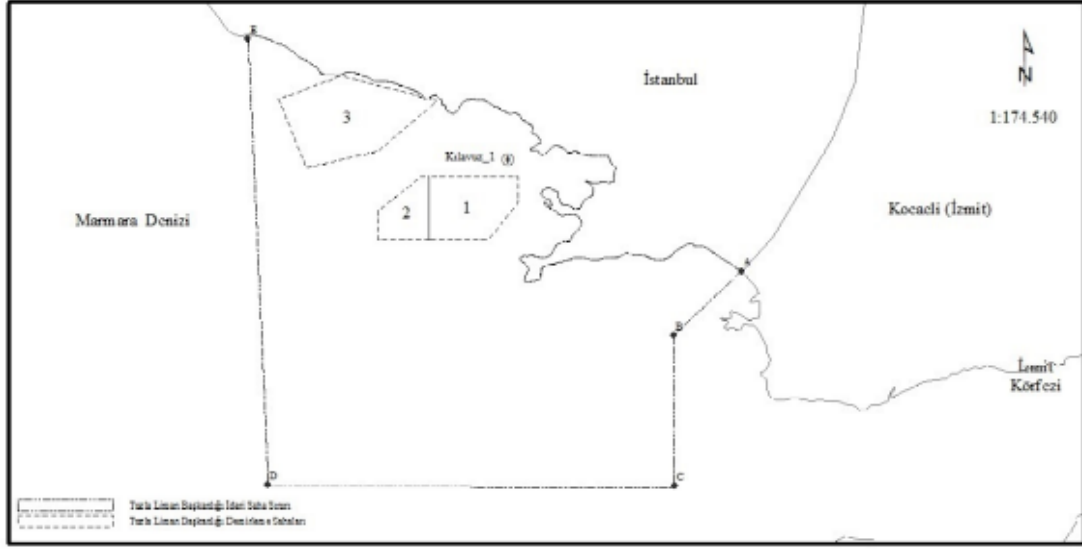 E
İstanbul
N
1:174.540
3
Kılavuz_1
Kocaeli (İzmit)
Marmara Denizi
2
1
A
B
İzmit
Körfezi
D
C
Tuzla Liman Başkanlığı İdari Saha Sınırı
Tuzla Liman Başkanlığı Demirleme Sahaları